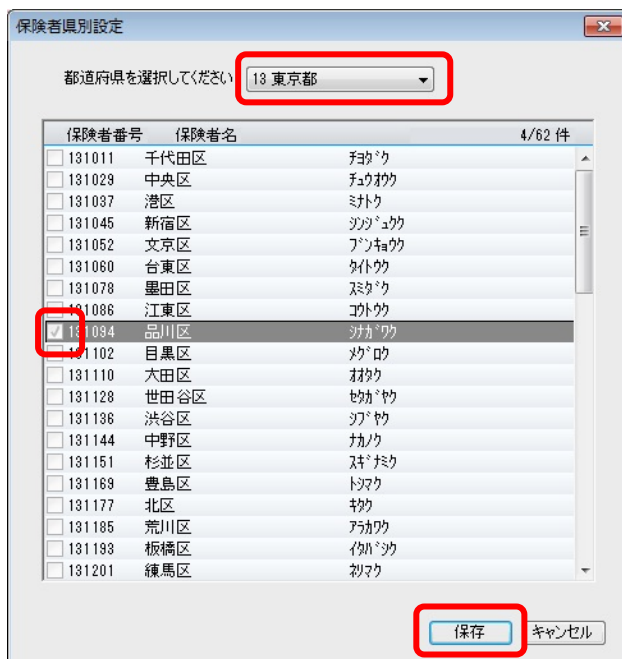 保険者県別設定
都道府県を選択してください 13 東京都
保険者番号 保険者名 4/62 件
131011 千代田区 ﾁﾖﾀﾞｸ
131029 中央区 ﾁｭｳｵｳｸ
131037 港区 ﾐﾅﾄｸ
131045 新宿区 ｼﾝｼﾞｭｸｸ
131052 文京区 ﾌﾞﾝｷｮｳｸ
131060 台東区 ﾀｲﾄｳｸ
131078 墨田区 ｽﾐﾀﾞｸ
131086 江東区 ｺｳﾄｳｸ
131094 品川区 ｼﾅｶﾞﾜｸ
131102 目黒区 ﾒｸﾞﾛｸ
131110 大田区 ｵｵﾀｸ
131128 世田谷区 ｾﾀｶﾞﾔｸ
131136 渋谷区 ｼﾌﾞﾔｸ
131144 中野区 ﾅｶﾉｸ
131151 杉並区 ｽｷﾞﾅﾐｸ
131169 豊島区 ﾄｼﾏｸ
131177 北区 ｷﾀｸ
131185 荒川区 ｱﾗｶﾜｸ
131193 板橋区 ｲﾀﾊﾞｼｸ
131201 練馬区 ﾈﾘﾏｸ
保存 キャンセル